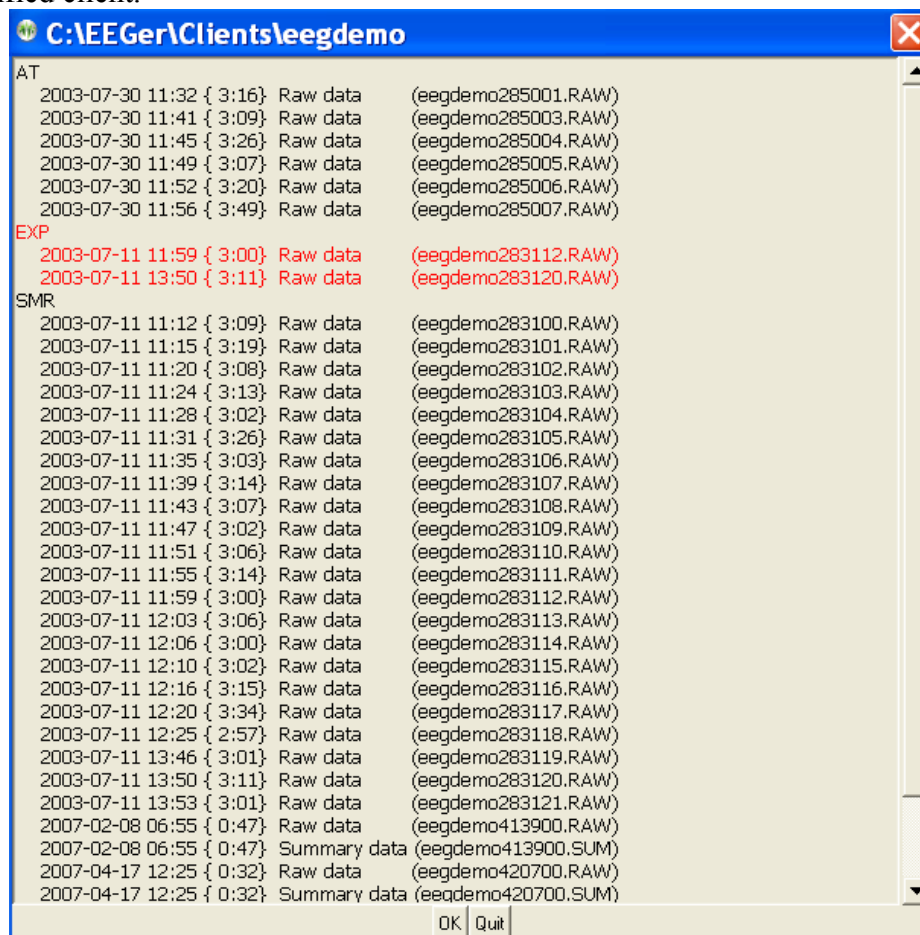 C:\EEGer\Clients\eegdemo
AT
2003-07-30 11:32 { 3:16} Raw data (eegdemo285001.RAW)
2003-07-30 11:41 { 3:09} Raw data (eegdemo285003.RAW)
2003-07-30 11:45 { 3:26} Raw data (eegdemo285004.RAW)
2003-07-30 11:49 { 3:07} Raw data (eegdemo285005.RAW)
2003-07-30 11:52 { 3:20} Raw data (eegdemo285006.RAW)
2003-07-30 11:56 { 3:49} Raw data (eegdemo285007.RAW)
EXP
2003-07-11 11:59 { 3:00} Raw data (eegdemo283112.RAW)
2003-07-11 13:50 { 3:11} Raw data (eegdemo283120.RAW)
SMR
2003-07-11 11:12 { 3:09} Raw data (eegdemo283100.RAW)
2003-07-11 11:15 { 3:19} Raw data (eegdemo283101.RAW)
2003-07-11 11:20 { 3:08} Raw data (eegdemo283102.RAW)
2003-07-11 11:24 { 3:13} Raw data (eegdemo283103.RAW)
2003-07-11 11:28 { 3:02} Raw data (eegdemo283104.RAW)
2003-07-11 11:31 { 3:26} Raw data (eegdemo283105.RAW)
2003-07-11 11:35 { 3:03} Raw data (eegdemo283106.RAW)
2003-07-11 11:39 { 3:14} Raw data (eegdemo283107.RAW)
2003-07-11 11:43 { 3:07} Raw data (eegdemo283108.RAW)
2003-07-11 11:47 { 3:02} Raw data (eegdemo283109.RAW)
2003-07-11 11:51 { 3:06} Raw data (eegdemo283110.RAW)
2003-07-11 11:55 { 3:14} Raw data (eegdemo283111.RAW)
2003-07-11 11:59 { 3:00} Raw data (eegdemo283112.RAW)
2003-07-11 12:03 { 3:06} Raw data (eegdemo283113.RAW)
2003-07-11 12:06 { 3:00} Raw data (eegdemo283114.RAW)
2003-07-11 12:10 { 3:02} Raw data (eegdemo283115.RAW)
2003-07-11 12:16 { 3:15} Raw data (eegdemo283116.RAW)
2003-07-11 12:20 { 3:34} Raw data (eegdemo283117.RAW)
2003-07-11 12:25 { 2:57} Raw data (eegdemo283118.RAW)
2003-07-11 13:46 { 3:01} Raw data (eegdemo283119.RAW)
2003-07-11 13:50 { 3:11} Raw data (eegdemo283120.RAW)
2003-07-11 13:53 { 3:01} Raw data (eegdemo283121.RAW)
2007-02-08 06:55 { 0:47} Raw data (eegdemo413900.RAW)
2007-02-08 06:55 { 0:47} Summary data (eegdemo413900.SUM)
2007-04-17 12:25 { 0:32} Raw data (eegdemo420700.RAW)
2007-04-17 12:25 { 0:32} Summary data (eegdemo420700.SUM)
OK Quit